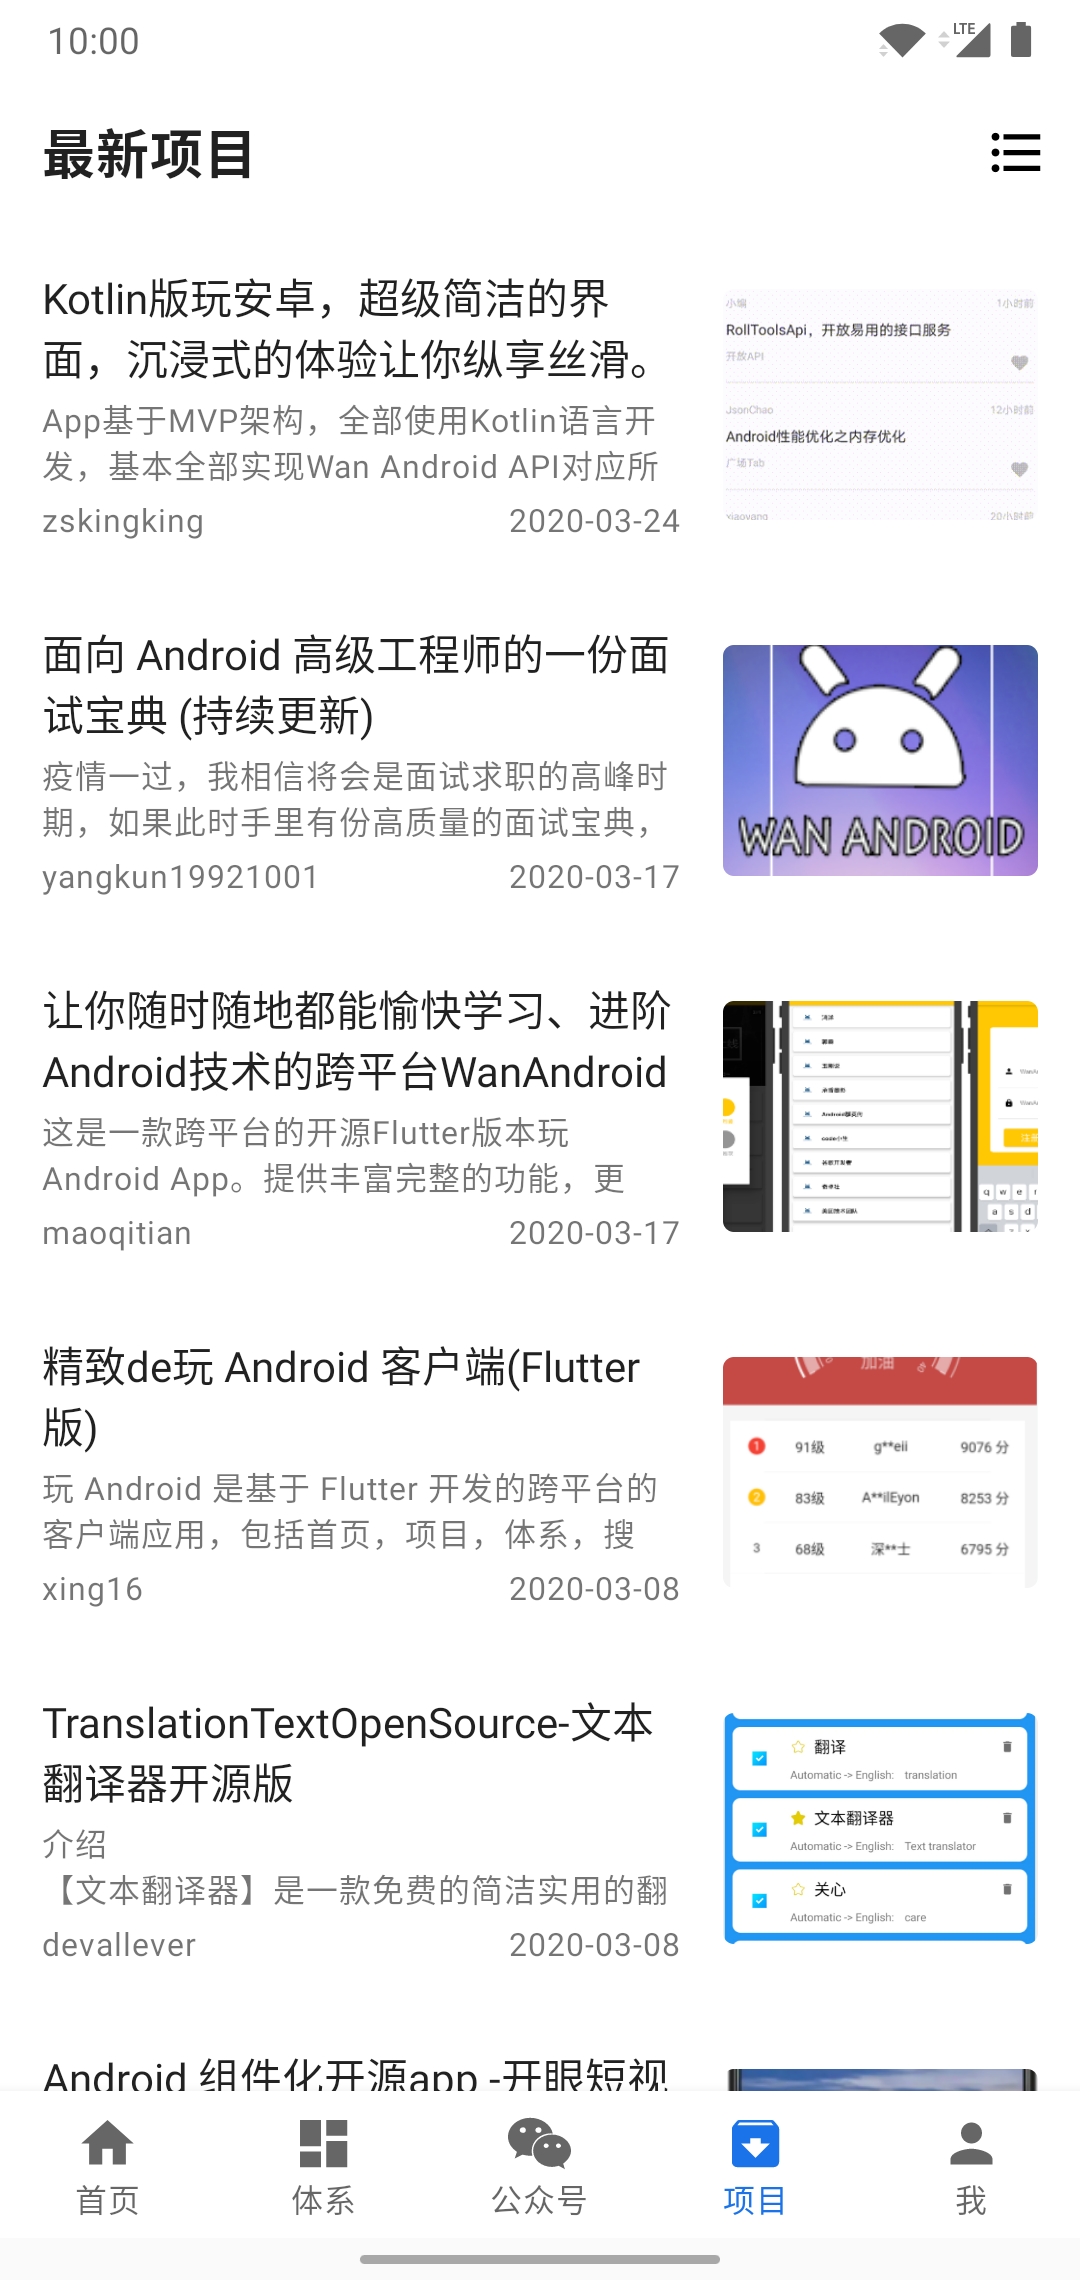 10:00
LTE
最新项目
Kotlin版玩安卓，超级简洁的界
面，沉浸式的体验让你纵享丝滑。
App基于MVP架构，全部使用Kotlin语言开
发，基本全部实现Wan Android API对应所
zskingking
2020-03-24
小编
1小时前
RollToolsApi，开放易用的接口服务
开放API
JsonChao
12小时前
Android性能优化之内存优化
广场Tab
xiaoyang
20小时前
面向 Android 高级工程师的一份面
试宝典 (持续更新)
疫情一过，我相信将会是面试求职的高峰时
期，如果此时手里有份高质量的面试宝典，
yangkun19921001
2020-03-17
WAN ANDROID
让你随时随地都能愉快学习、进阶
Android技术的跨平台WanAndroid
这是一款跨平台的开源Flutter版本玩
Android App。提供丰富完整的功能，更
maoqitian
2020-03-17
q w e
a s d
精致de玩 Android 客户端(Flutter
版)
玩 Android 是基于 Flutter 开发的跨平台的
客户端应用，包括首页，项目，体系，搜
xing16
2020-03-08
加油
1 91级 g**eii 9076 分
2 83级 A**ilEyon 8253 分
3 68级 深**士 6795 分
TranslationTextOpenSource-文本
翻译器开源版
介绍
【文本翻译器】是一款免费的简洁实用的翻
devallever
2020-03-08
翻译
Automatic -> English: translation
文本翻译器
Automatic -> English: Text translator
关心
Automatic -> English: care
Android 组件化开源app -开眼短视
首页
体系
公众号
项目
我